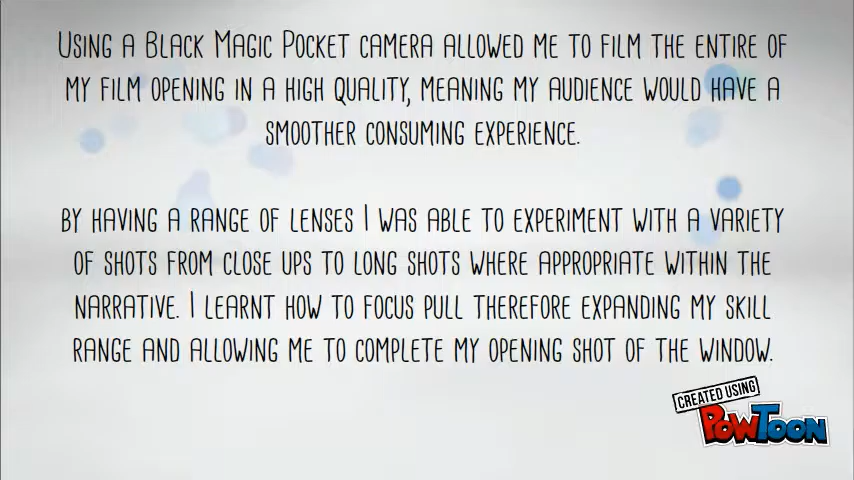 Using a Black Magic Pocket camera allowed me to film the entire of
my film opening in a high quality, meaning my audience would have a
smoother consuming experience.
by having a range of lenses I was able to experiment with a variety
of shots from close ups to long shots where appropriate within the
narrative. I learnt how to focus pull therefore expanding my skill
range and allowing me to complete my opening shot of the window.
CREATED USING
POWTOON